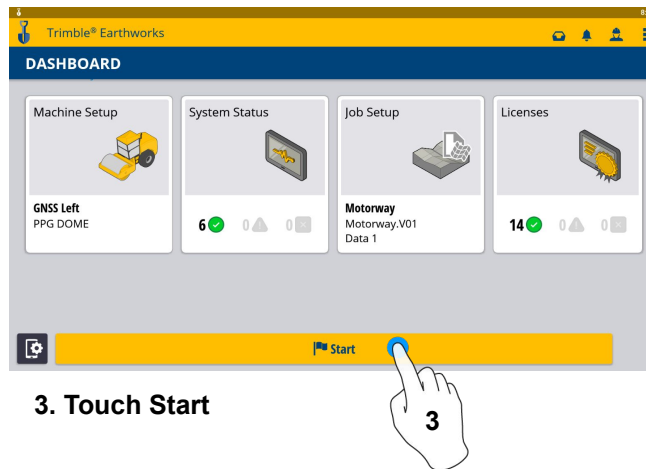 Trimble® Earthworks
DASHBOARD
Machine Setup
System Status
Job Setup
Licenses
GNSS Left
PPG DOME
6 0 0
Motorway
Motorway.V01
Data 1
14 0 0
Start
3. Touch Start
3